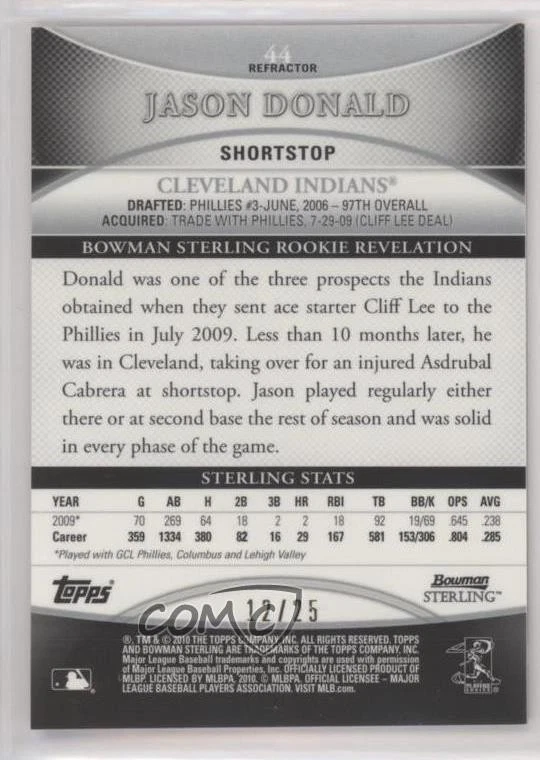 44
REFRACTOR
JASON DONALD
SHORTSTOP
CLEVELAND INDIANS®
DRAFTED: PHILLIES #3-JUNE, 2006 – 97TH OVERALL
ACQUIRED: TRADE WITH PHILLIES, 7-29-09 (CLIFF LEE DEAL)
BOWMAN STERLING ROOKIE REVELATION
Donald was one of the three prospects the Indians
obtained when they sent ace starter Cliff Lee to the
Phillies in July 2009. Less than 10 months later, he
was in Cleveland, taking over for an injured Asdrubal
Cabrera at shortstop. Jason played regularly either
there or at second base the rest of season and was solid
in every phase of the game.
STERLING STATS
YEAR G AB H 2B 3B HR RBI TB BB/K OPS AVG
2009* 70 269 64 18 2 2 18 92 19/69 .645 .238
Career 359 1334 380 82 16 29 167 581 153/306 .804 .285
*Played with GCL Phillies, Columbus and Lehigh Valley
Topps
COMC
12/25
Bowman
STERLING™
®, TM & © 2010 THE TOPPS COMPANY, INC. ALL RIGHTS RESERVED. TOPPS
AND BOWMAN STERLING ARE TRADEMARKS OF THE TOPPS COMPANY, INC.
Major League Baseball trademarks and copyrights are used with permission
of Major League Baseball Properties, Inc. OFFICIALLY LICENSED PRODUCT OF
MLBP. LICENSED BY MLBPA. 2010. © MLBPA. OFFICIAL LICENSEE – MAJOR
LEAGUE BASEBALL PLAYERS ASSOCIATION. VISIT MLB.com.
PLAYERS
CHOICE